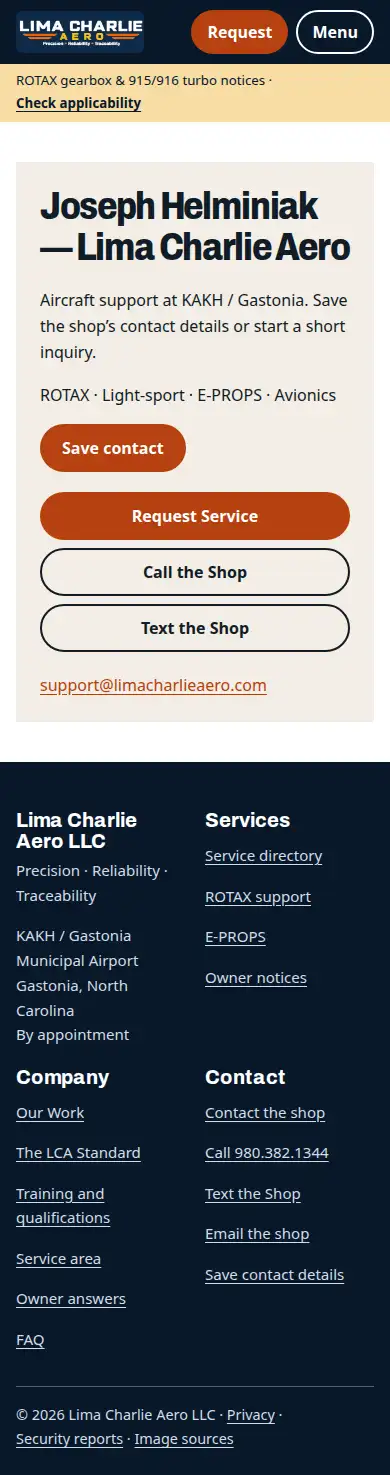 LIMA CHARLIE
AERO
Precision · Reliability · Traceability
Request
Menu
ROTAX gearbox & 915/916 turbo notices ·
Check applicability
Joseph Helminiak
— Lima Charlie Aero
Aircraft support at KAKH / Gastonia. Save
the shop’s contact details or start a short
inquiry.
ROTAX · Light-sport · E-PROPS · Avionics
Save contact
Request Service
Call the Shop
Text the Shop
support@limacharlieaero.com
Lima Charlie
Aero LLC
Precision · Reliability ·
Traceability
KAKH / Gastonia
Municipal Airport
Gastonia, North
Carolina
By appointment
Services
Service directory
ROTAX support
E-PROPS
Owner notices
Company
Our Work
The LCA Standard
Training and
qualifications
Service area
Owner answers
FAQ
Contact
Contact the shop
Call 980.382.1344
Text the Shop
Email the shop
Save contact details
© 2026 Lima Charlie Aero LLC · Privacy ·
Security reports · Image sources